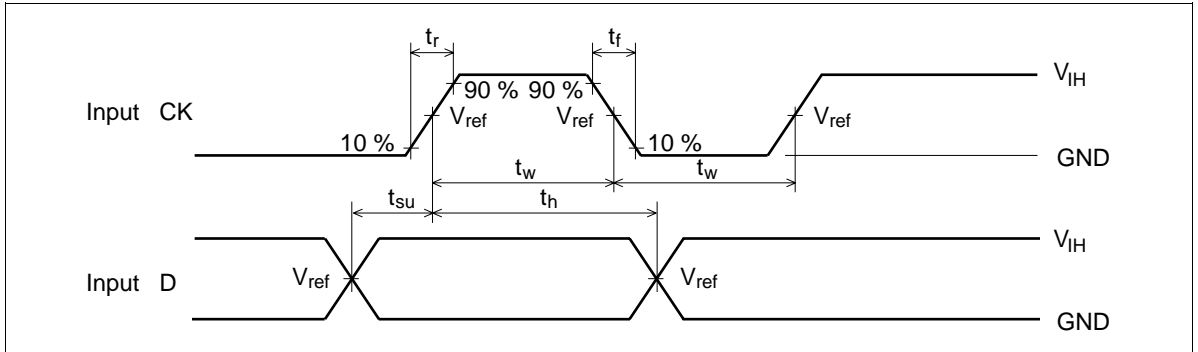 tr tf
VIH
90 % 90 %
Input CK Vref Vref Vref
10 % 10 %
GND
tw tw
tsu th
VIH
Input D Vref Vref
GND